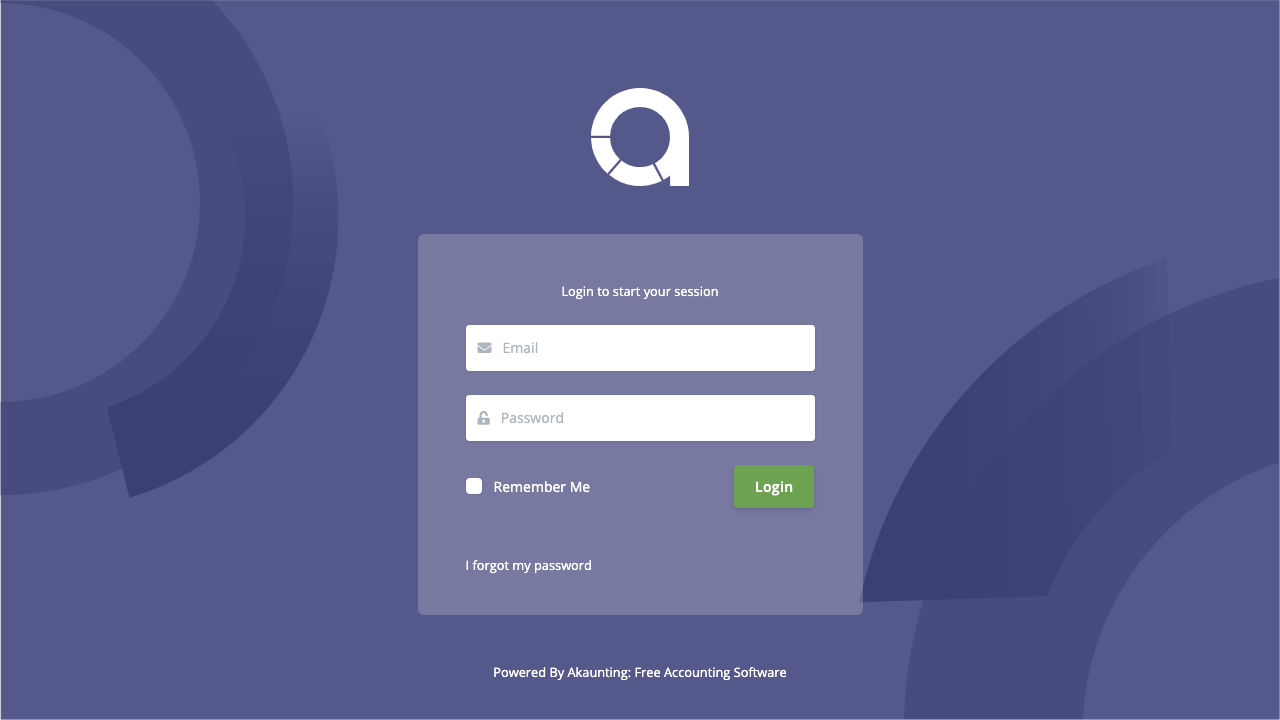 Login to start your session
Email
Password
Remember Me
Login
I forgot my password
Powered By Akaunting: Free Accounting Software